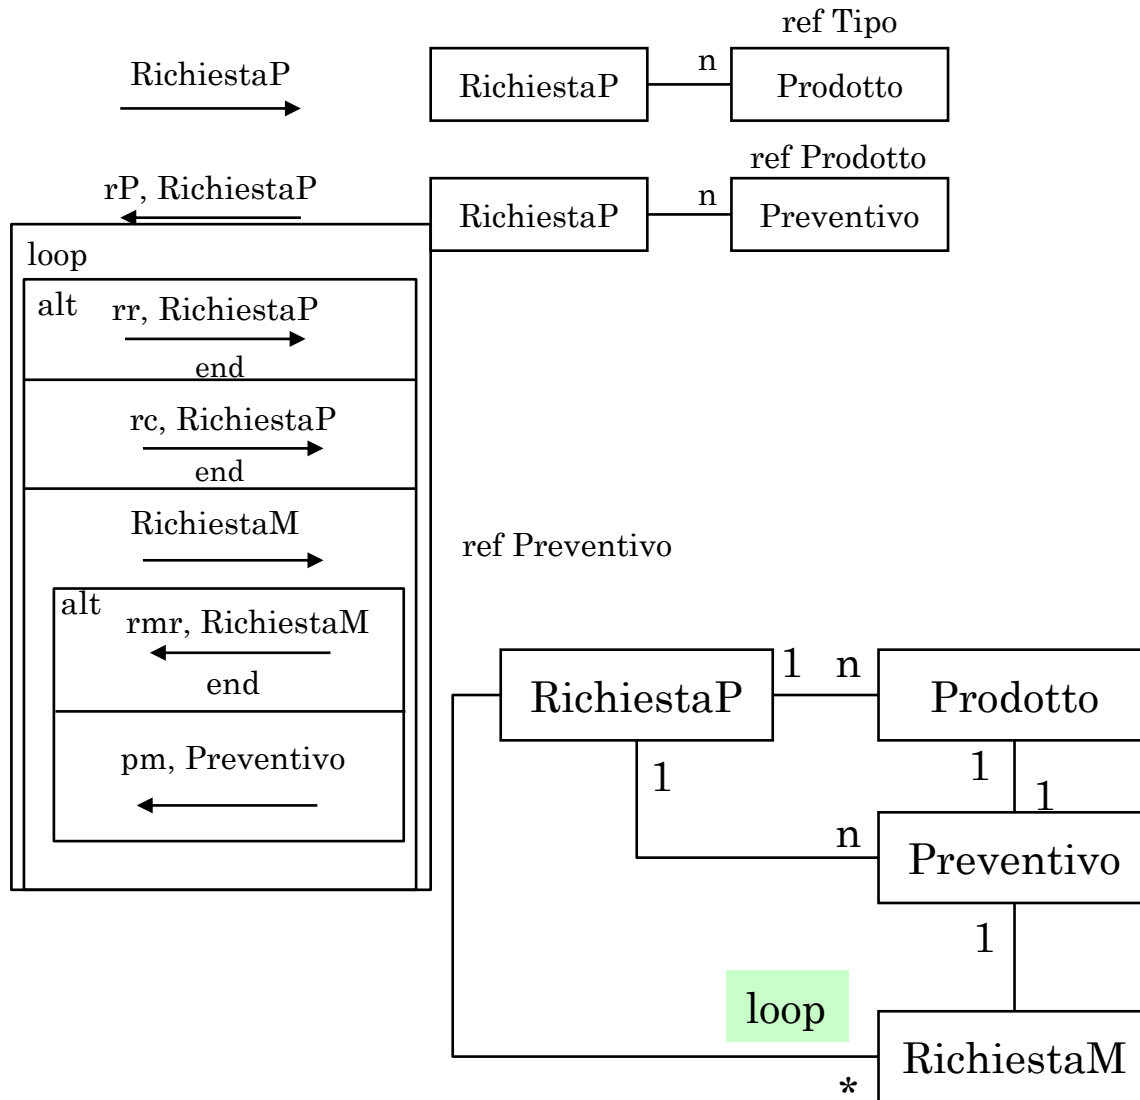 ref Tipo
RichiestaP
RichiestaP
n
Prodotto
ref Prodotto
rP, RichiestaP
RichiestaP
n
Preventivo
loop
alt
rr, RichiestaP
end
rc, RichiestaP
end
RichiestaM
ref Preventivo
alt
rmr, RichiestaM
end
pm, Preventivo
RichiestaP
1
n
Prodotto
1
1
1
n
Preventivo
1
loop
RichiestaM
*